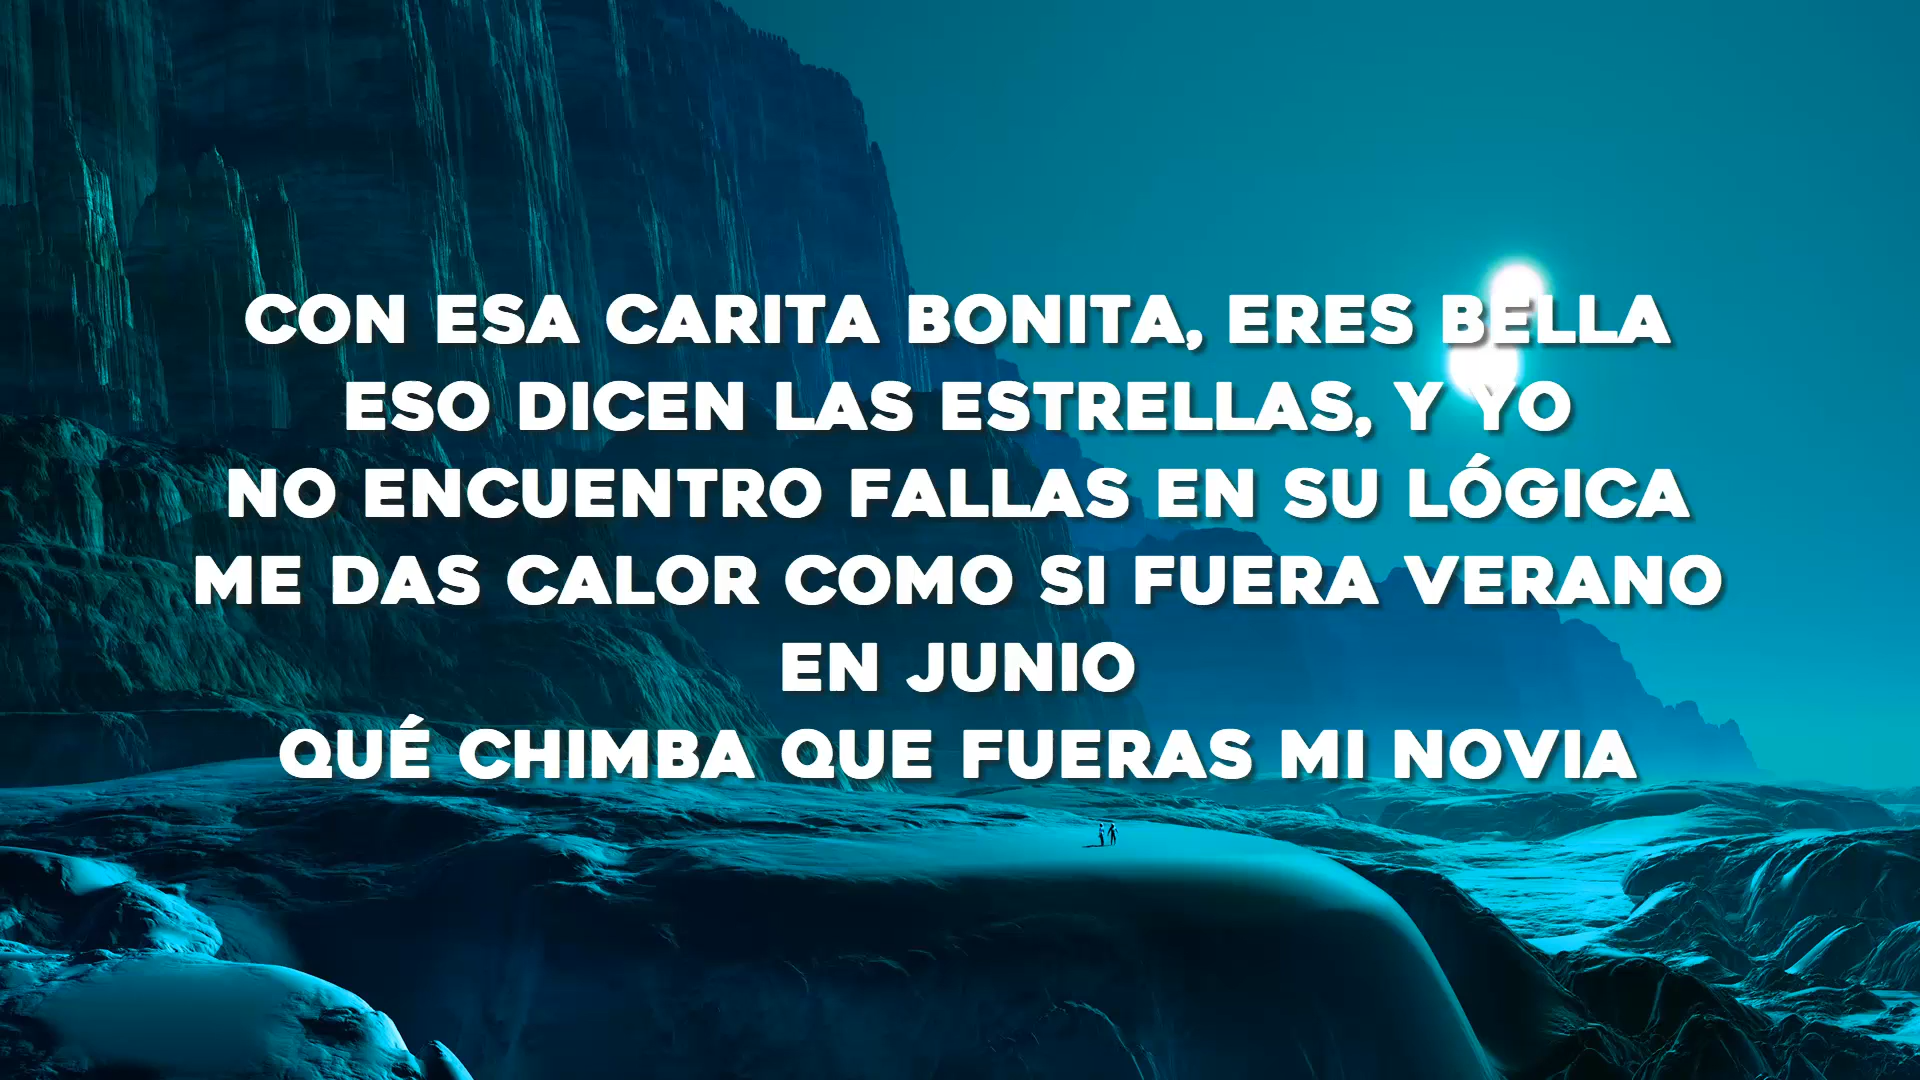 CON ESA CARITA BONITA, ERES BELLA
ESO DICEN LAS ESTRELLAS, Y YO
NO ENCUENTRO FALLAS EN SU LÓGICA
ME DAS CALOR COMO SI FUERA VERANO
EN JUNIO
QUÉ CHIMBA QUE FUERAS MI NOVIA